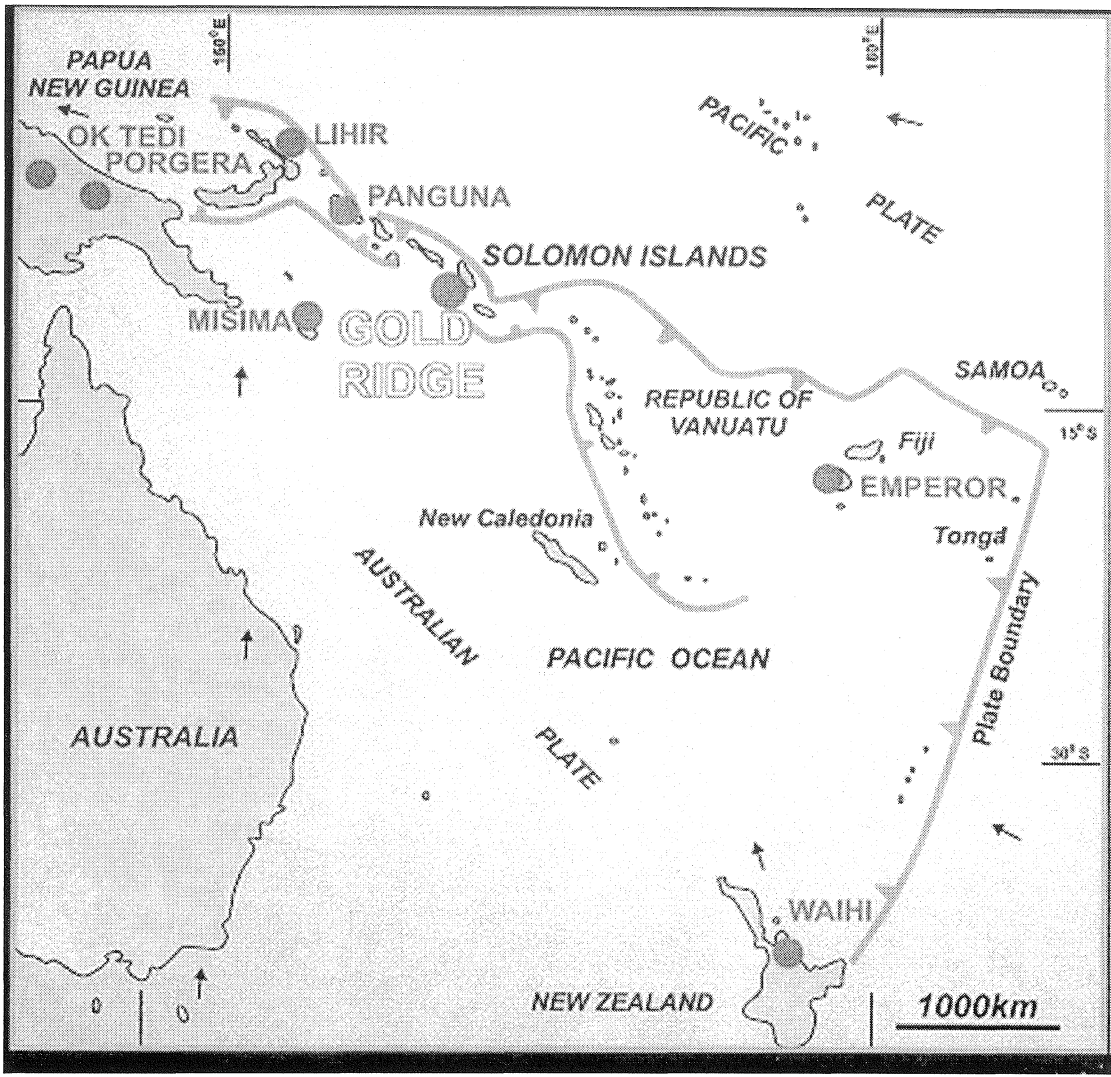 150°E
180°E
PAPUA
NEW GUINEA
OK TEDI
PORGERA
LIHIR
PANGUNA
PACIFIC
PLATE
SOLOMON ISLANDS
MISIMA
GOLD
RIDGE
SAMOA
REPUBLIC OF
VANUATU
15°S
Fiji
EMPEROR
New Caledonia
Tonga
AUSTRALIAN
PLATE
Plate Boundary
PACIFIC OCEAN
AUSTRALIA
30°S
WAIHI
NEW ZEALAND
1000km